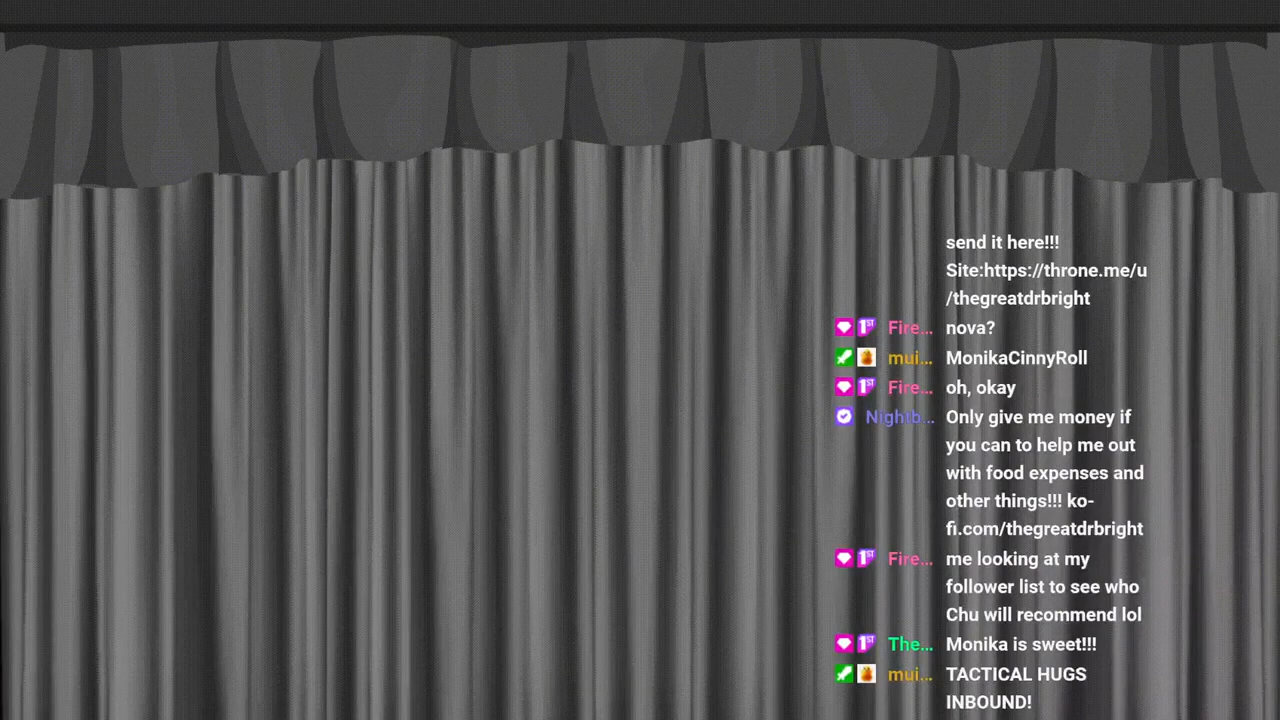 send it here!!!
Site:https://throne.me/u
/thegreatdrbright
Fire... nova?
mui... MonikaCinnyRoll
Fire... oh, okay
Nightb... Only give me money if
you can to help me out
with food expenses and
other things!!! ko-
fi.com/thegreatdrbright
Fire... me looking at my
follower list to see who
Chu will recommend lol
The... Monika is sweet!!!
mui... TACTICAL HUGS
INBOUND!